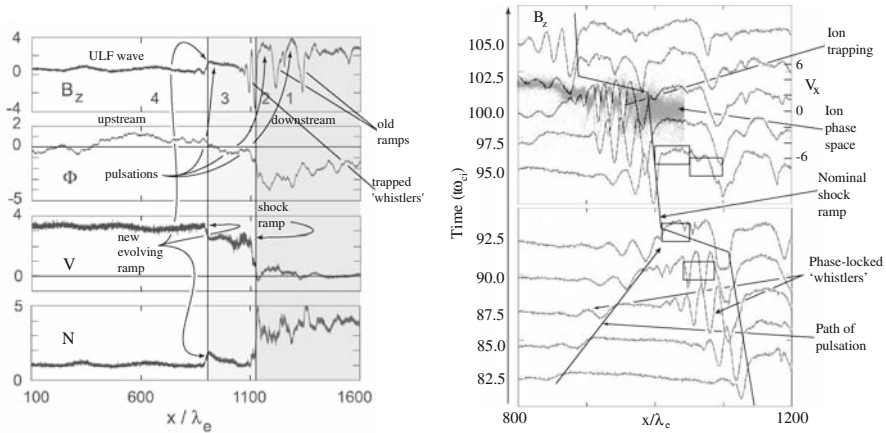 4
ULF wave
0
B_z
4
3
2
1
-4
upstream
downstream
old
ramps
2
0
Φ
pulsations
trapped
'whistlers'
-5
4
shock
ramp
new
evolving
ramp
V
0
5
N
0
100
600
1100
1600
x / λ_e
B_z
105.0
102.5
100.0
97.5
95.0
92.5
90.0
87.5
85.0
82.5
Time (tω_ci)
6
V_x
0
-6
Ion
trapping
Ion
phase
space
Nominal
shock
ramp
Phase-locked
'whistlers'
Path of
pulsation
800
x/λ_e
1200